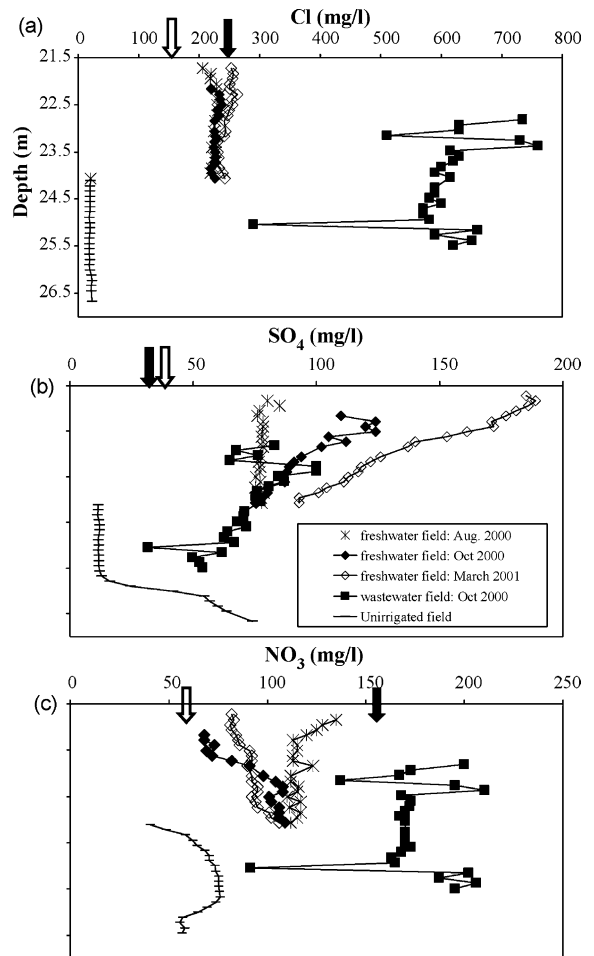 (a)
Cl (mg/l)
0 100 200 300 400 500 600 700 800
21.5
22.5
23.5
24.5
25.5
26.5
Depth (m)
SO4 (mg/l)
0 50 100 150 200
(b)
freshwater field: Aug. 2000
freshwater field: Oct 2000
freshwater field: March 2001
wastewater field: Oct 2000
Unirrigated field
NO3 (mg/l)
0 50 100 150 200 250
(c)